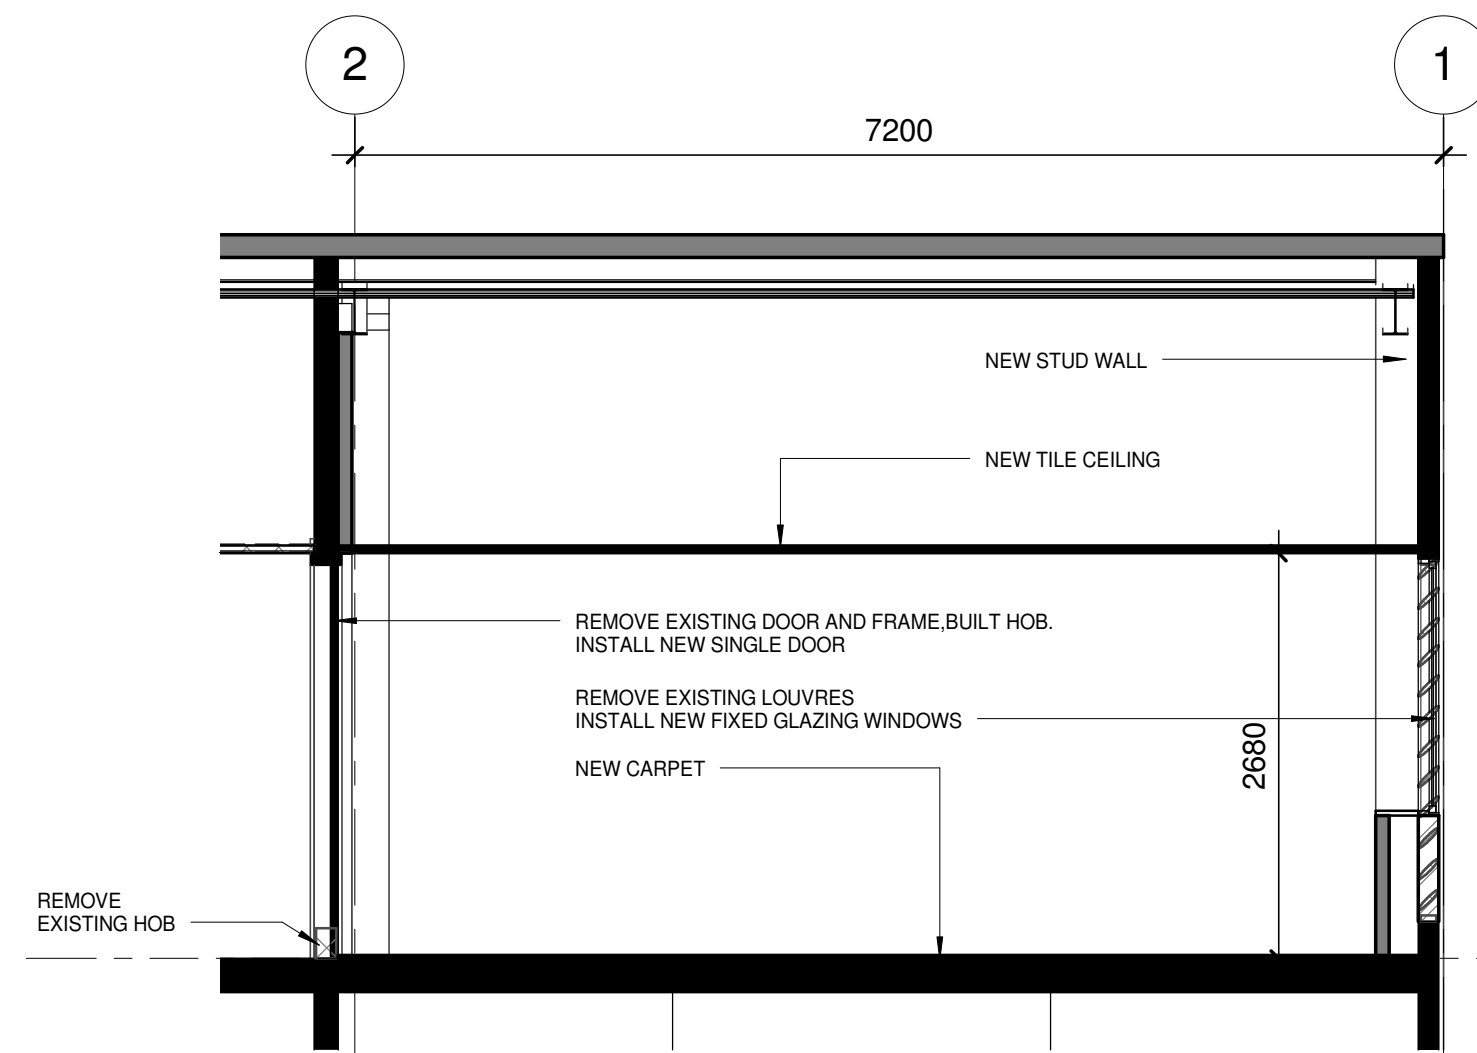 2
1
7200
NEW STUD WALL
NEW TILE CEILING
REMOVE EXISTING DOOR AND FRAME,BUILT HOB.
INSTALL NEW SINGLE DOOR
REMOVE EXISTING LOUVRES
INSTALL NEW FIXED GLAZING WINDOWS
2680
NEW CARPET
REMOVE
EXISTING HOB